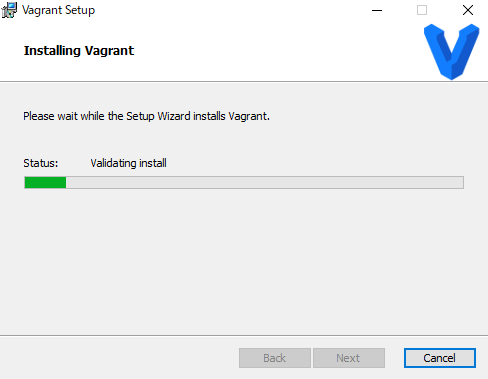 Vagrant Setup
Installing Vagrant
Please wait while the Setup Wizard installs Vagrant.
Status: Validating install
Back Next Cancel